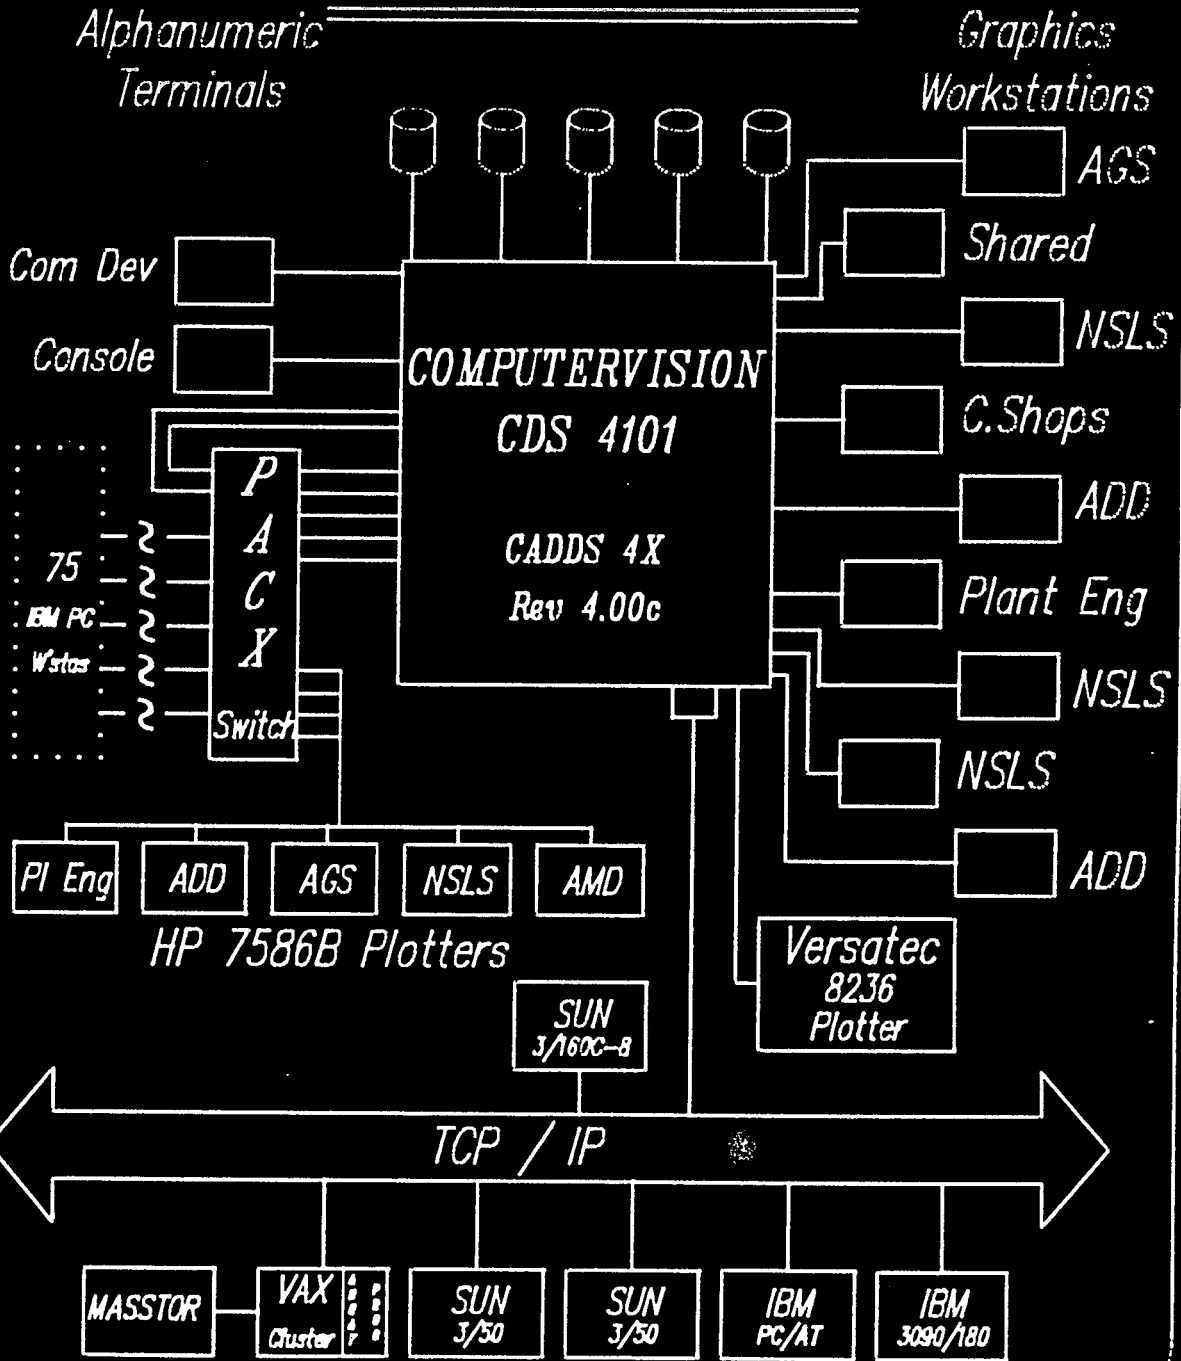 Alphanumeric
Terminals
Graphics
Workstations
AGS
Shared
Com Dev
NSLS
Console
COMPUTERVISION
C.Shops
CDS 4101
P
A
C
X
Switch
ADD
CADDS 4X
75
Plant Eng
Rev 4.00c
IBM PC
W'stas
NSLS
NSLS
ADD
Pl Eng
ADD
AGS
NSLS
AMD
HP 7586B Plotters
Versatec
8236
Plotter
SUN
3/160C-8
TCP / IP
MASSTOR
VAX
Cluster
ARRAY
PROC
SUN
3/50
SUN
3/50
IBM
PC/AT
IBM
3090/180